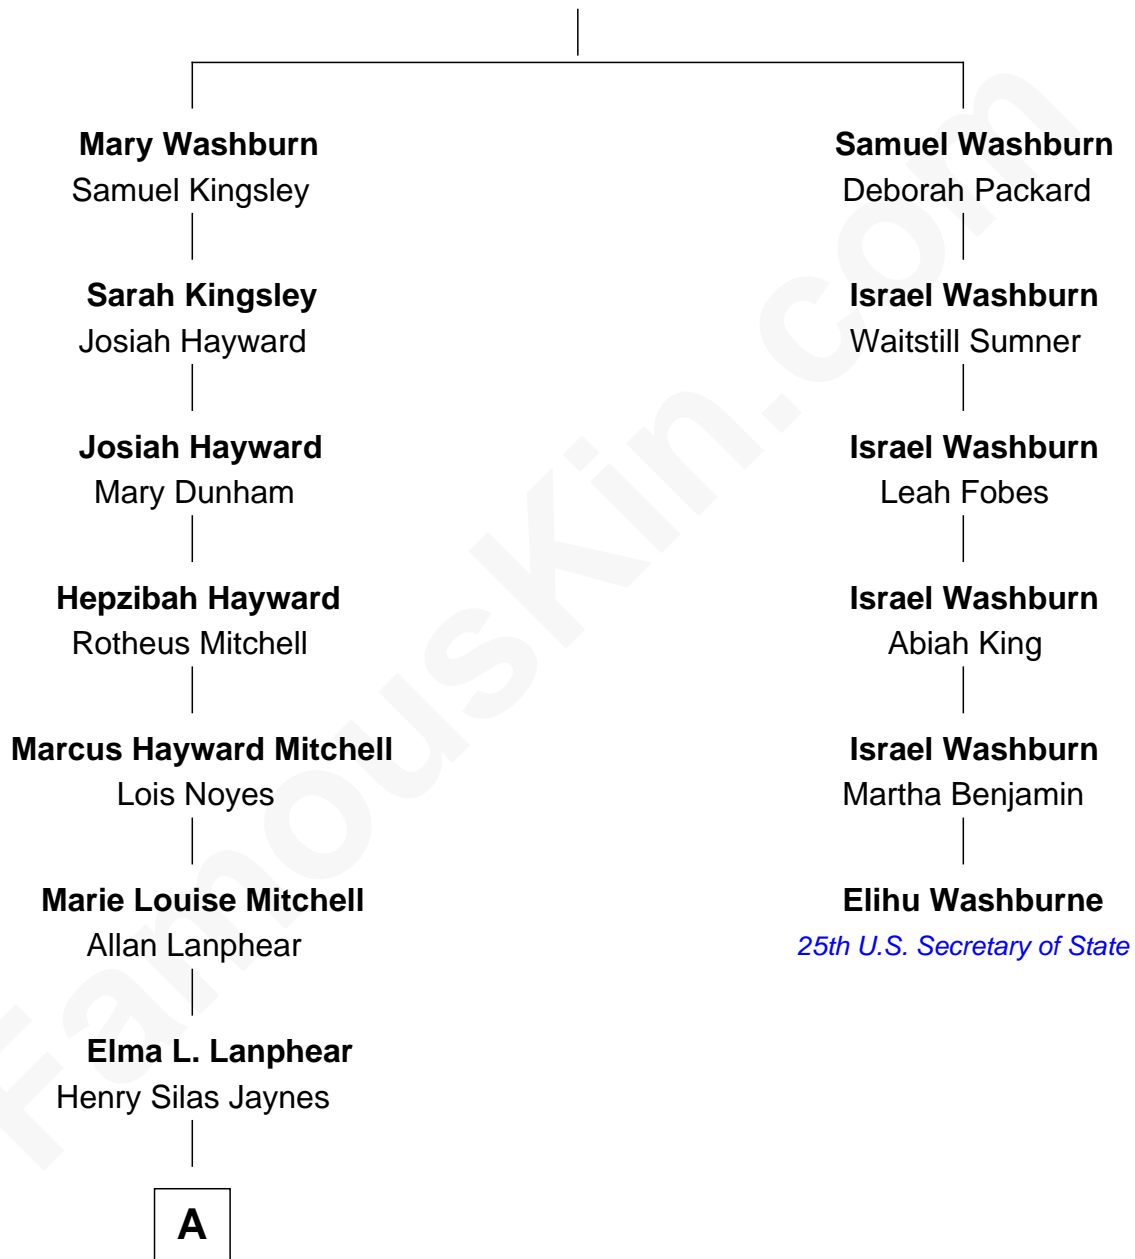 Mary Washburn
Samuel Kingsley
Sarah Kingsley
Josiah Hayward
Josiah Hayward
Mary Dunham
Hepzibah Hayward
Rotheus Mitchell
Marcus Hayward Mitchell
Lois Noyes
Marie Louise Mitchell
Allan Lanphear
Elma L. Lanphear
Henry Silas Jaynes
A
Samuel Washburn
Deborah Packard
Israel Washburn
Waitstill Sumner
Israel Washburn
Leah Fobes
Israel Washburn
Abiah King
Israel Washburn
Martha Benjamin
Elihu Washburne
25th U.S. Secretary of State
FamousKin.com